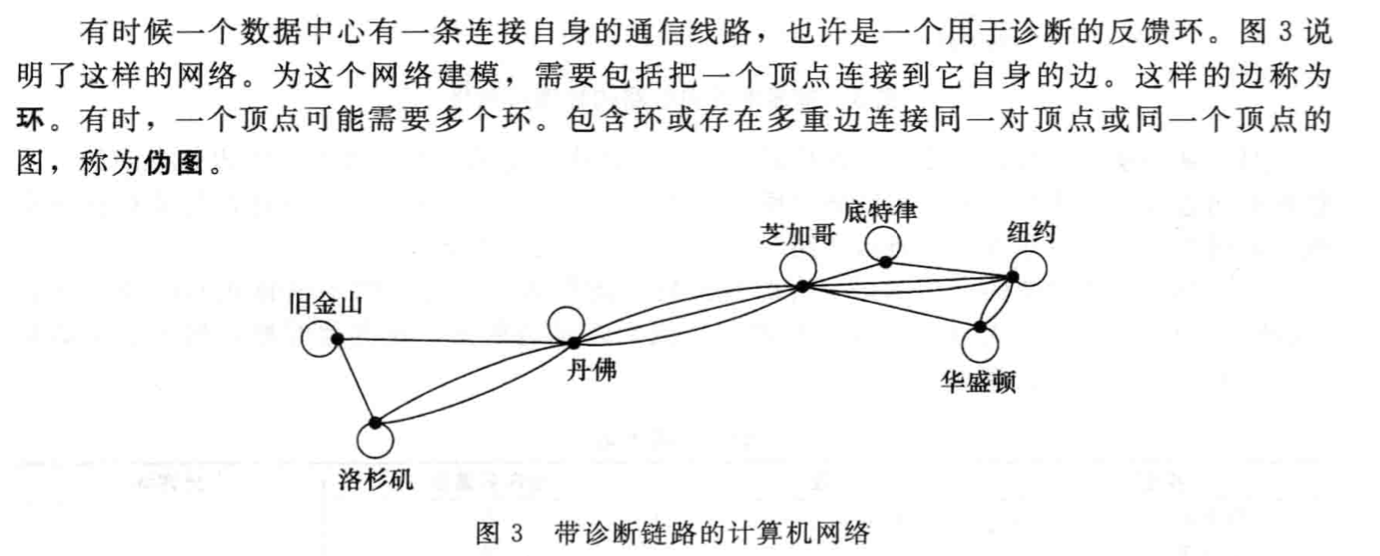 有时候一个数据中心有一条连接自身的通信线路，也许是一个用于诊断的反馈环。图 3 说
明了这样的网络。为这个网络建模，需要包括把一个顶点连接到它自身的边。这样的边称为
环。有时，一个顶点可能需要多个环。包含环或存在多重边连接同一对顶点或同一个顶点的
图，称为伪图。
底特律
芝加哥
纽约
旧金山
丹佛
华盛顿
洛杉矶
图 3 带诊断链路的计算机网络